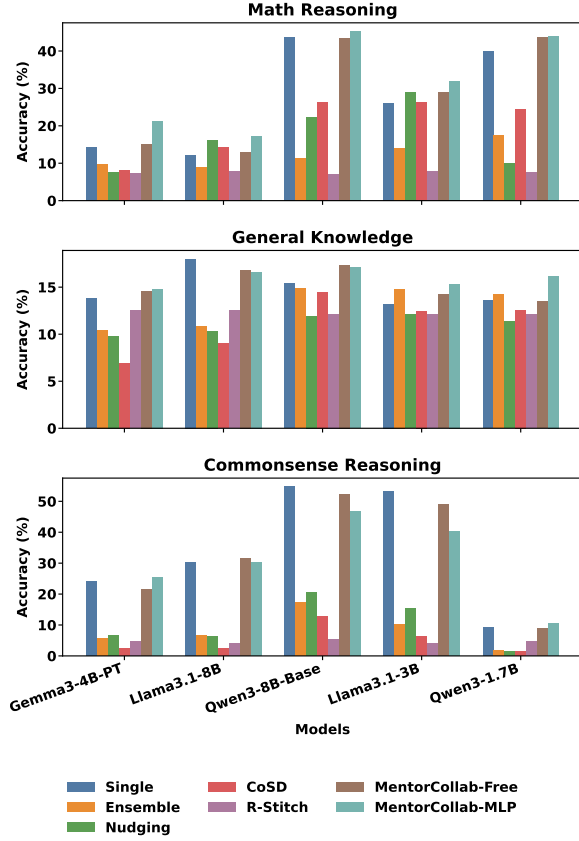 Math Reasoning
Accuracy (%)
40
30
20
10
0
General Knowledge
Accuracy (%)
15
10
5
0
Commonsense Reasoning
Accuracy (%)
50
40
30
20
10
0
Gemma3-4B-PT
Llama3.1-8B
Qwen3-8B-Base
Llama3.1-3B
Qwen3-1.7B
Models
Single
Ensemble
Nudging
CoSD
R-Stitch
MentorCollab-Free
MentorCollab-MLP